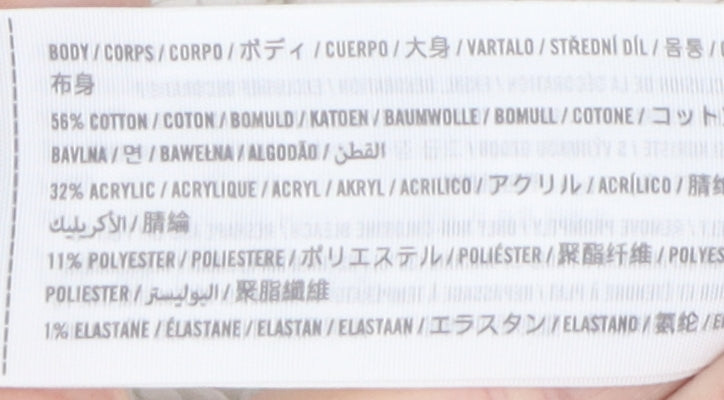 BODY / CORPS / CORPO / ボディ / CUERPO / 大身 / VARTALO / STŘEDNÍ DÍL / 몸통 /
布身
56% COTTON / COTON / BOMULD / KATOEN / BAUMWOLLE / BOMULL / COTONE / コット
BAVLNA / 면 / BAWEŁNA / ALGODÃO / القطن
32% ACRYLIC / ACRYLIQUE / ACRYL / AKRYL / ACRILICO / アクリル / ACRÍLICO / 腈
الأكريليك / 腈綸
11% POLYESTER / POLIESTERE / ポリエステル / POLIÉSTER / 聚酯纤维 / POLYES
POLIESTER / البوليستر / 聚脂纖維
1% ELASTANE / ÉLASTANE / ELASTAN / ELASTAAN / エラスタン / ELASTANO / 氨纶 /